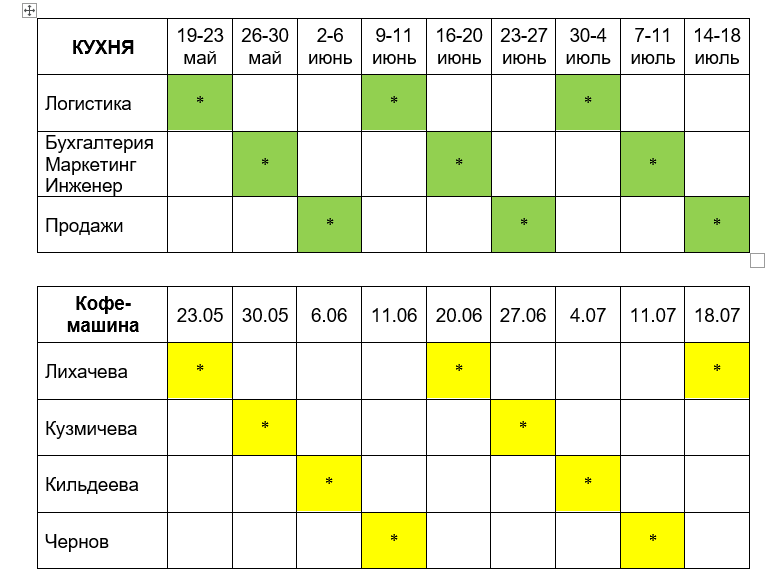 КУХНЯ
19-23 май
26-30 май
2-6 июнь
9-11 июнь
16-20 июнь
23-27 июнь
30-4 июль
7-11 июль
14-18 июль
Логистика * * *
Бухгалтерия
Маркетинг * * *
Инженер
Продажи * * *
Кофе-
машина
23.05 30.05 6.06 11.06 20.06 27.06 4.07 11.07 18.07
Лихачева * * *
Кузмичева * *
Кильдеева * *
Чернов * *